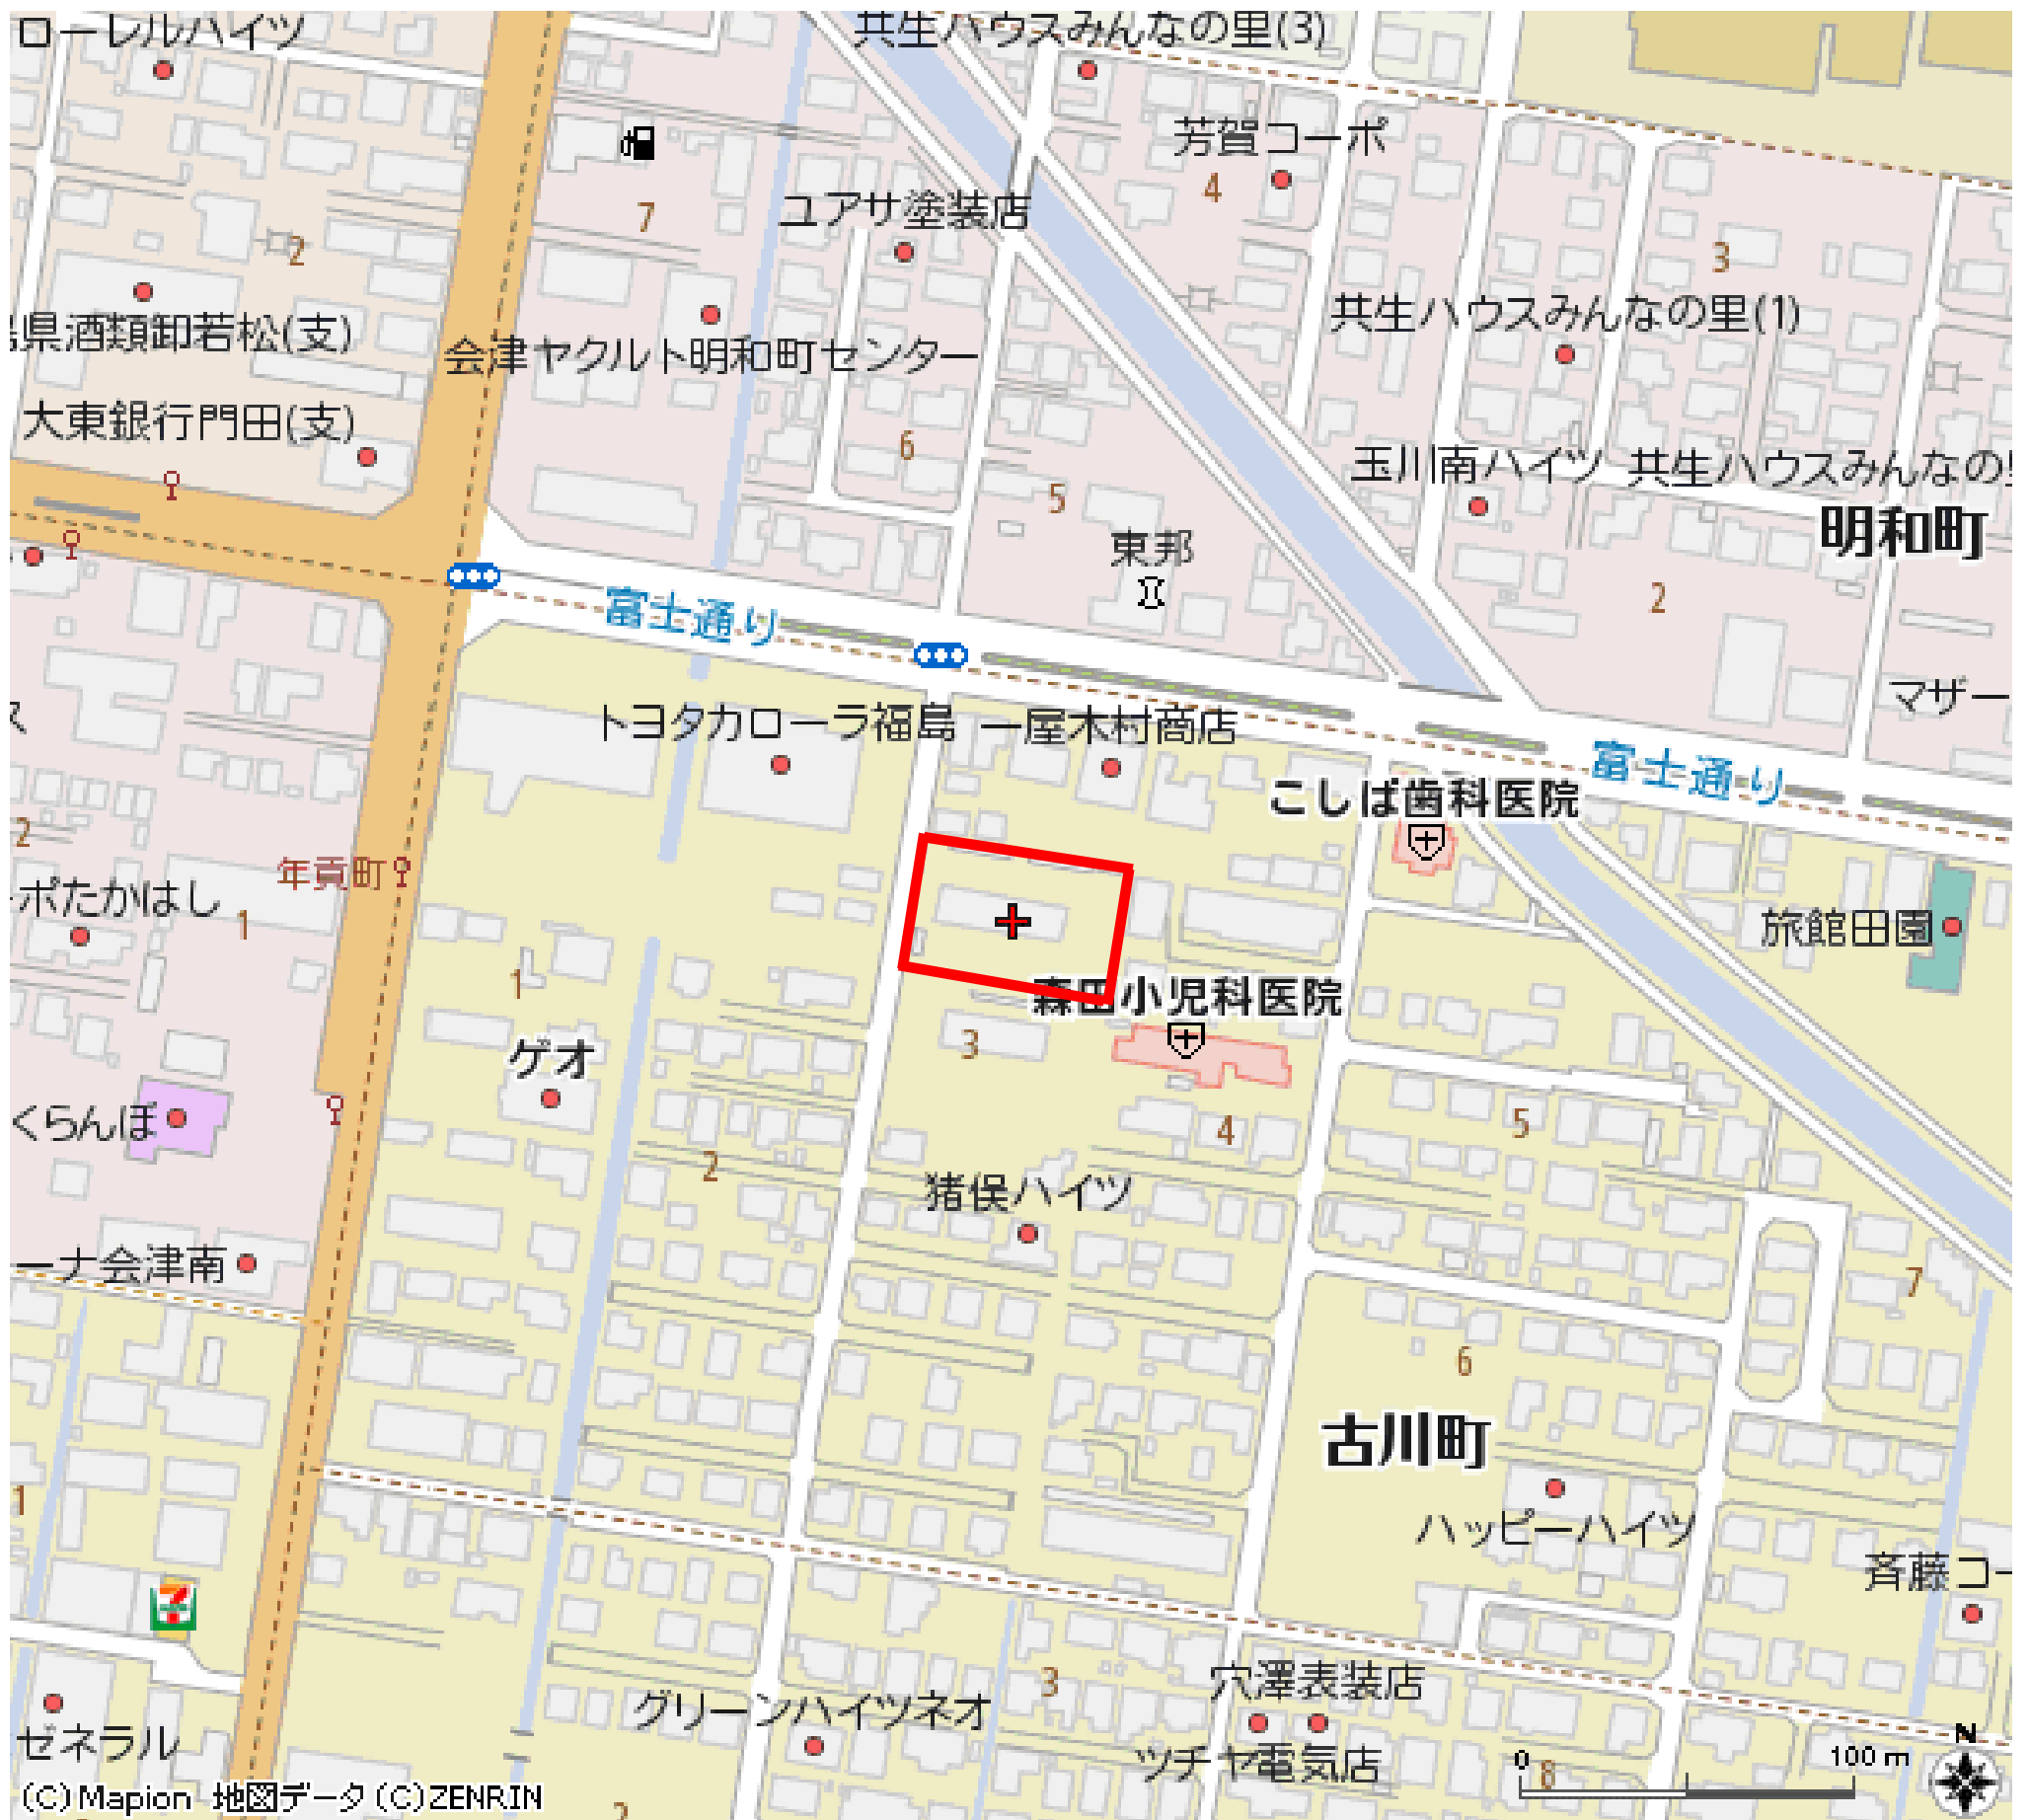 ローレルハイツ
共生ハウスみんなの里(3)
芳賀コーポ
4
ユアサ塗装店
7
2
3
県酒類卸若松(支)
会津ヤクルト明和町センター
共生ハウスみんなの里(1)
大東銀行門田(支)
6
5
玉川南ハイツ
共生ハウスみんなの
明和町
東邦
2
富士通り
マザー
トヨタカローラ福島
一屋木村商店
富士通り
こしば歯科医院
2
年貢町
ポたかはし
1
旅館田園
1
森田小児科医院
3
ゲオ
くらんぼ
4
5
2
猪俣ハイツ
ーナ会津南
7
6
古川町
1
ハッピーハイツ
斉藤コー
7
3
穴澤表装店
グリーンハイツネオ
ゼネラル
ツチヤ電気店
N
0
100 m
8
(C)Mapion 地図データ(C)ZENRIN